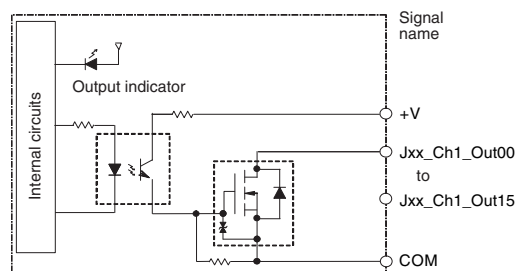 Signal
name
Output indicator
Internal circuits
+V
Jxx_Ch1_Out00
to
Jxx_Ch1_Out15
COM